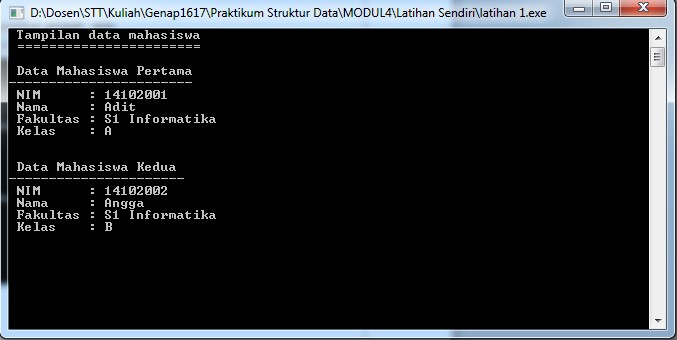 D:\Dosen\STT\Kuliah\Genap1617\Praktikum Struktur Data\MODUL4\Latihan Sendiri\latihan 1.exe
Tampilan data mahasiswa
=======================
Data Mahasiswa Pertama
-----------------------
NIM      : 14102001
Nama     : Adit
Fakultas : S1 Informatika
Kelas    : A
Data Mahasiswa Kedua
----------------------
NIM      : 14102002
Nama     : Angga
Fakultas : S1 Informatika
Kelas    : B